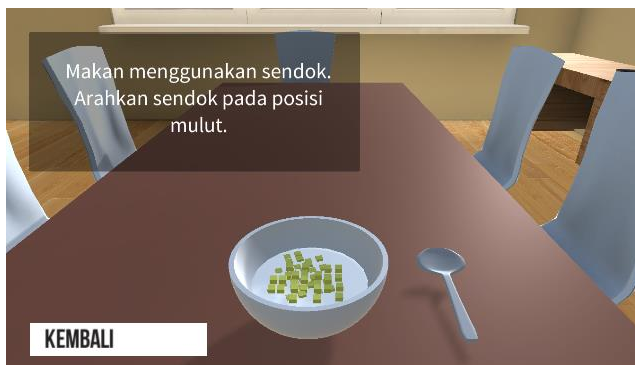 Makan menggunakan sendok.
Arahkan sendok pada posisi
mulut.
KEMBALI